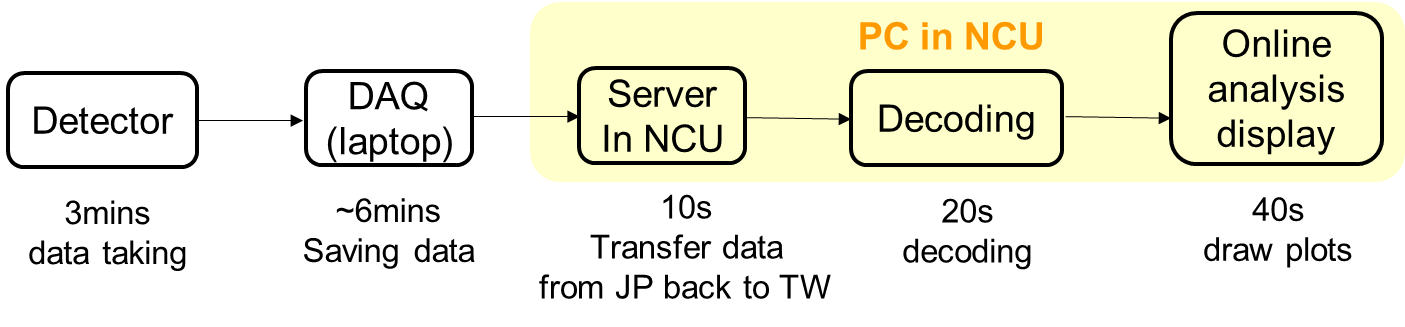 PC in NCU
Detector
DAQ
(laptop)
Server
In NCU
Decoding
Online
analysis
display
3mins
data taking
~6mins
Saving data
10s
Transfer data
from JP back to TW
20s
decoding
40s
draw plots